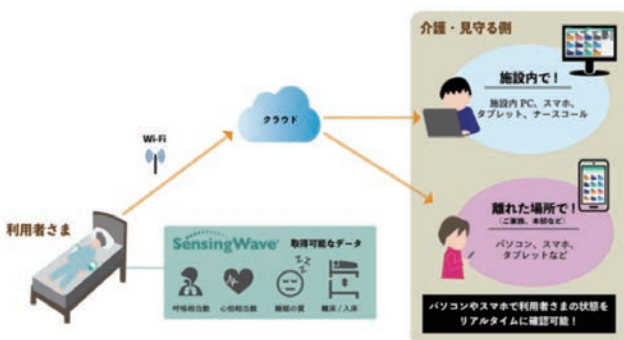 介護・見守る側
施設内で！
施設内 PC、スマホ、
タブレット、ナースコール
クラウド
Wi-Fi
離れた場所で！
（ご家族、本部など）
パソコン、スマホ、
タブレットなど
利用者さま
SensingWave® 取得可能なデータ
呼吸相当数 心拍相当数 睡眠の質 離床 / 入床
パソコンやスマホで利用者さまの状態を
リアルタイムに確認可能！